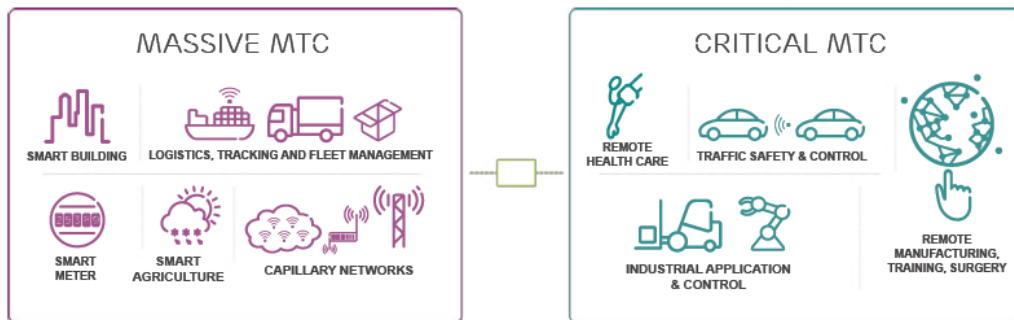 MASSIVE MTC
SMART BUILDING
LOGISTICS, TRACKING AND FLEET MANAGEMENT
SMART
METER
SMART
AGRICULTURE
CAPILLARY NETWORKS
CRITICAL MTC
REMOTE
HEALTH CARE
TRAFFIC SAFETY & CONTROL
INDUSTRIAL APPLICATION
& CONTROL
REMOTE
MANUFACTURING,
TRAINING, SURGERY